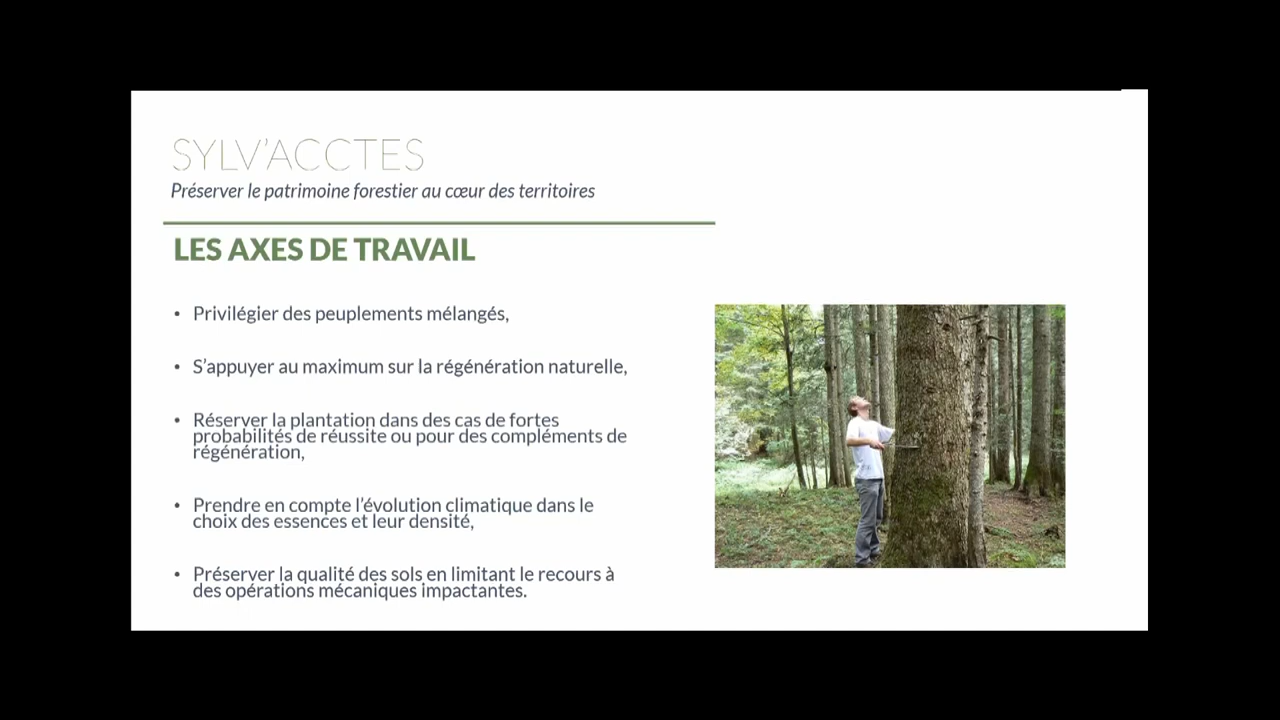 SYLV’ACCTES
Préserver le patrimoine forestier au cœur des territoires
LES AXES DE TRAVAIL
• Privilégier des peuplements mélangés,
• S’appuyer au maximum sur la régénération naturelle,
• Réserver la plantation dans des cas de fortes
probabilités de réussite ou pour des compléments de
régénération,
• Prendre en compte l’évolution climatique dans le
choix des essences et leur densité,
• Préserver la qualité des sols en limitant le recours à
des opérations mécaniques impactantes.